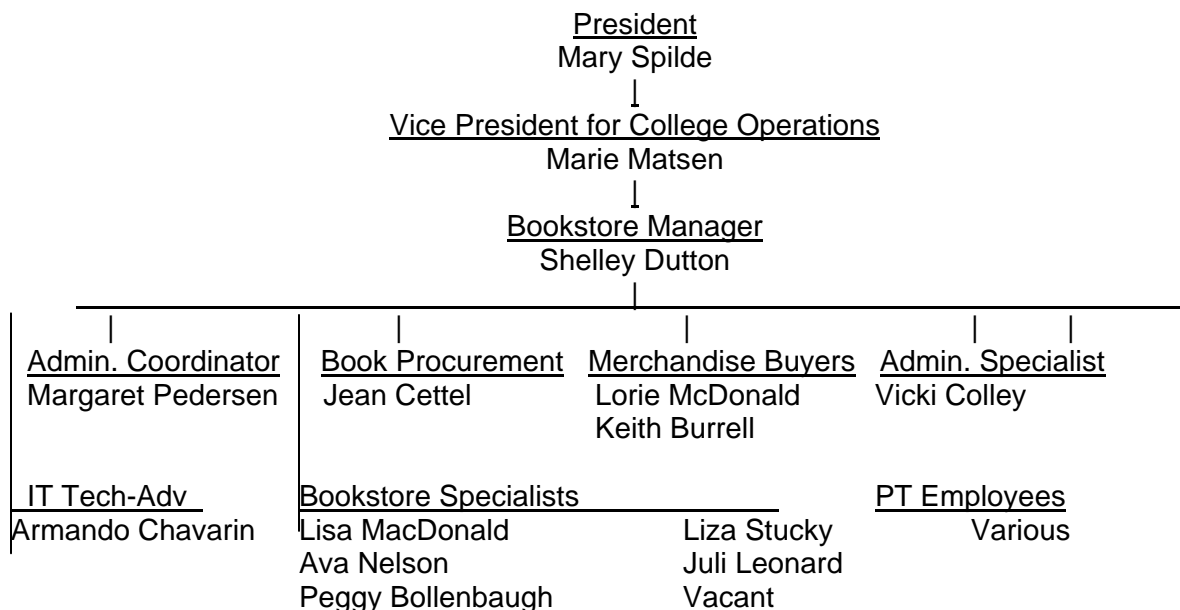 President
Mary Spilde
Vice President for College Operations
Marie Matsen
Bookstore Manager
Shelley Dutton
Admin. Coordinator Book Procurement Merchandise Buyers Admin. Specialist
Margaret Pedersen Jean Cettel Lorie McDonald Vicki Colley
Keith Burrell
IT Tech-Adv Bookstore Specialists PT Employees
Armando Chavarin Lisa MacDonald Liza Stucky Various
Ava Nelson Juli Leonard
Peggy Bollenbaugh Vacant